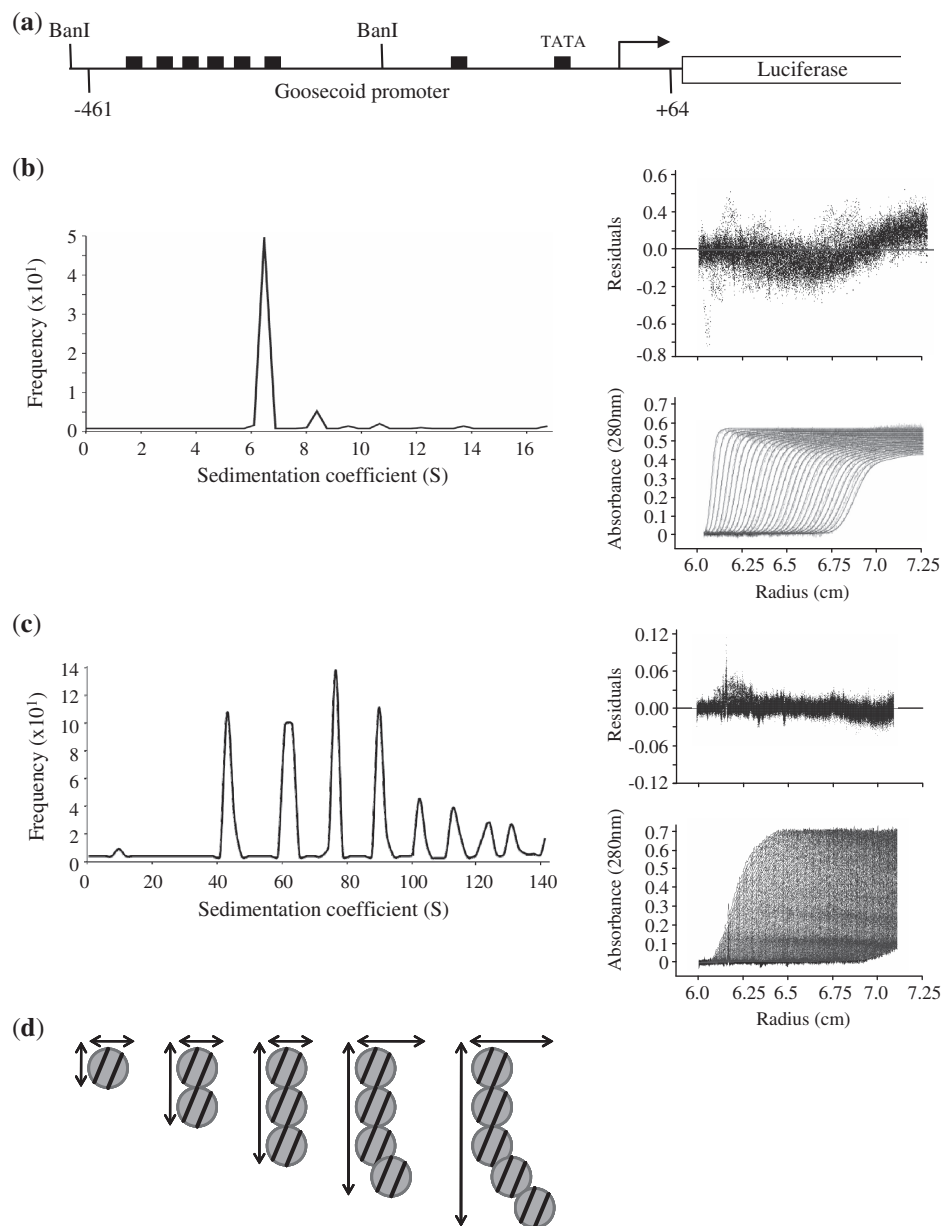 (a)
BanI BanI TATA
Goosecoid promoter Luciferase
-461 +64
(b)
Frequency (x10¹)
5
4
3
2
1
0
0 2 4 6 8 10 12 14 16
Sedimentation coefficient (S)
Residuals
0.6
0.4
0.0
-0.2
-0.6
-0.8
Absorbance (280nm)
0.7
0.6
0.5
0.4
0.3
0.2
0.1
0
6.0 6.25 6.5 6.75 7.0 7.25
Radius (cm)
(c)
Frequency (x10¹)
14
12
10
8
6
4
2
0
0 20 40 60 80 100 120 140
Sedimentation coefficient (S)
Residuals
0.12
0.06
0.00
-0.06
-0.12
Absorbance (280nm)
0.7
0.6
0.5
0.4
0.3
0.2
0.1
0
6.0 6.25 6.5 6.75 7.0 7.25
Radius (cm)
(d)